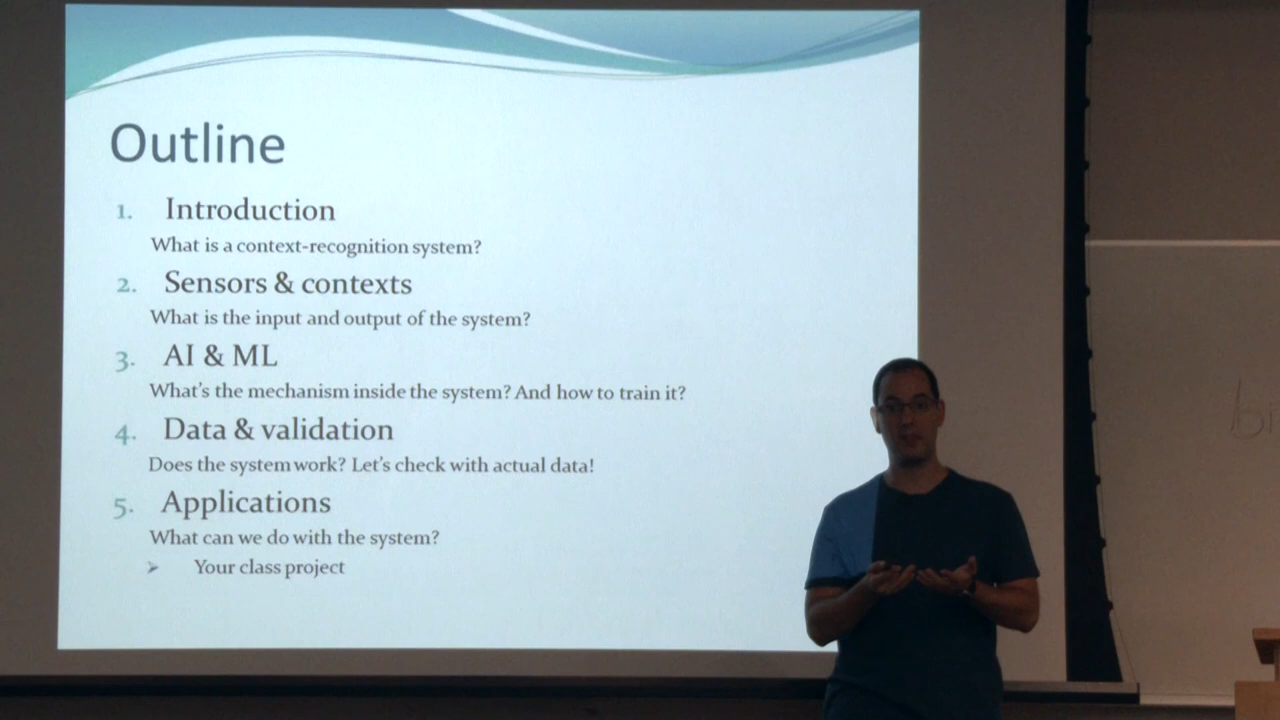 Outline
1. Introduction
What is a context-recognition system?
2. Sensors & contexts
What is the input and output of the system?
3. AI & ML
What's the mechanism inside the system? And how to train it?
4. Data & validation
Does the system work? Let's check with actual data!
5. Applications
What can we do with the system?
➢ Your class project